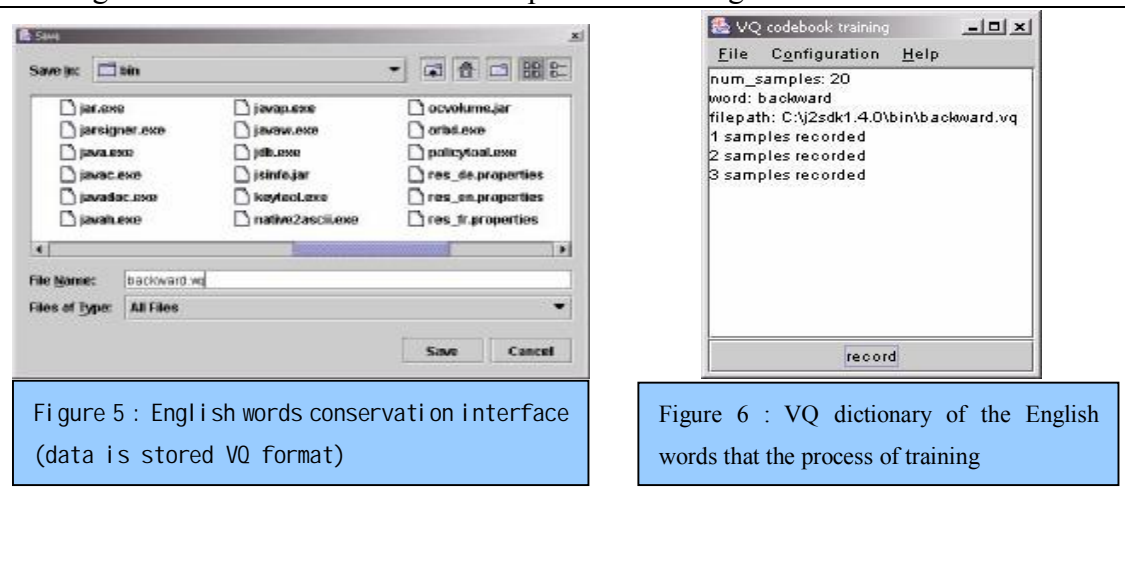 Save
Save in: bin
jar.exe javap.exe ocvolume.jar
jarsigner.exe javaw.exe orbd.exe
java.exe jdb.exe policytool.exe
javac.exe jsinfo.jar res_de.properties
javadoc.exe keytool.exe res_en.properties
javah.exe native2ascii.exe res_fr.properties
File Name: backward.vq
Files of Type: All Files
Save Cancel
Figure 5 : English words conservation interface
(data is stored VQ format)
VQ codebook training
File Configuration Help
num_samples: 20
word: backward
filepath: C:\j2sdk1.4.0\bin\backward.vq
1 samples recorded
2 samples recorded
3 samples recorded
record
Figure 6 : VQ dictionary of the English
words that the process of training